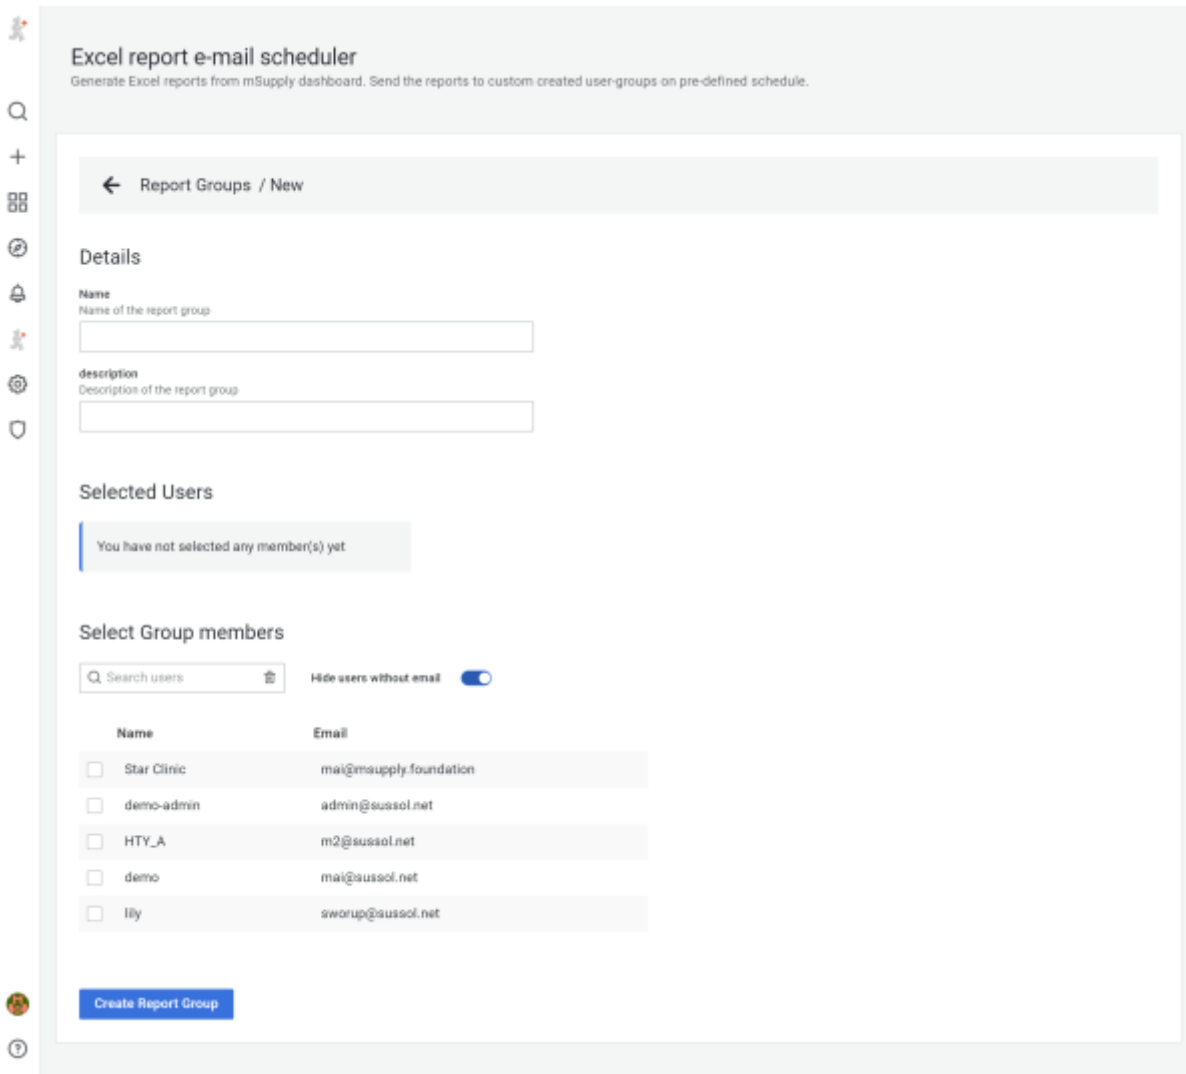 Excel report e-mail scheduler
Generate Excel reports from mSupply dashboard. Send the reports to custom created user-groups on pre-defined schedule.
Report Groups / New
Details
Name
Name of the report group
description
Description of the report group
Selected Users
You have not selected any member(s) yet
Select Group members
Search users
Hide users without email
Name Email
Star Clinic mai@msupply.foundation
demo-admin admin@sussol.net
HTY_A m2@sussol.net
demo mai@sussol.net
lily sworup@sussol.net
Create Report Group